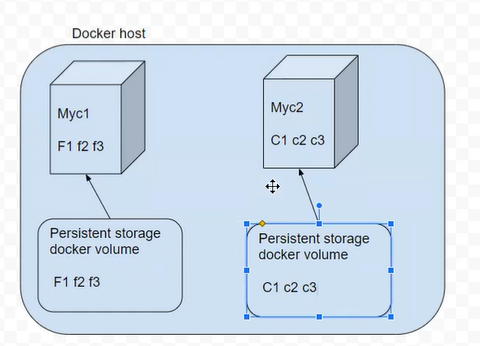 Docker host
Myc1
F1 f2 f3
Myc2
C1 c2 c3
Persistent storage
docker volume
F1 f2 f3
Persistent storage
docker volume
C1 c2 c3